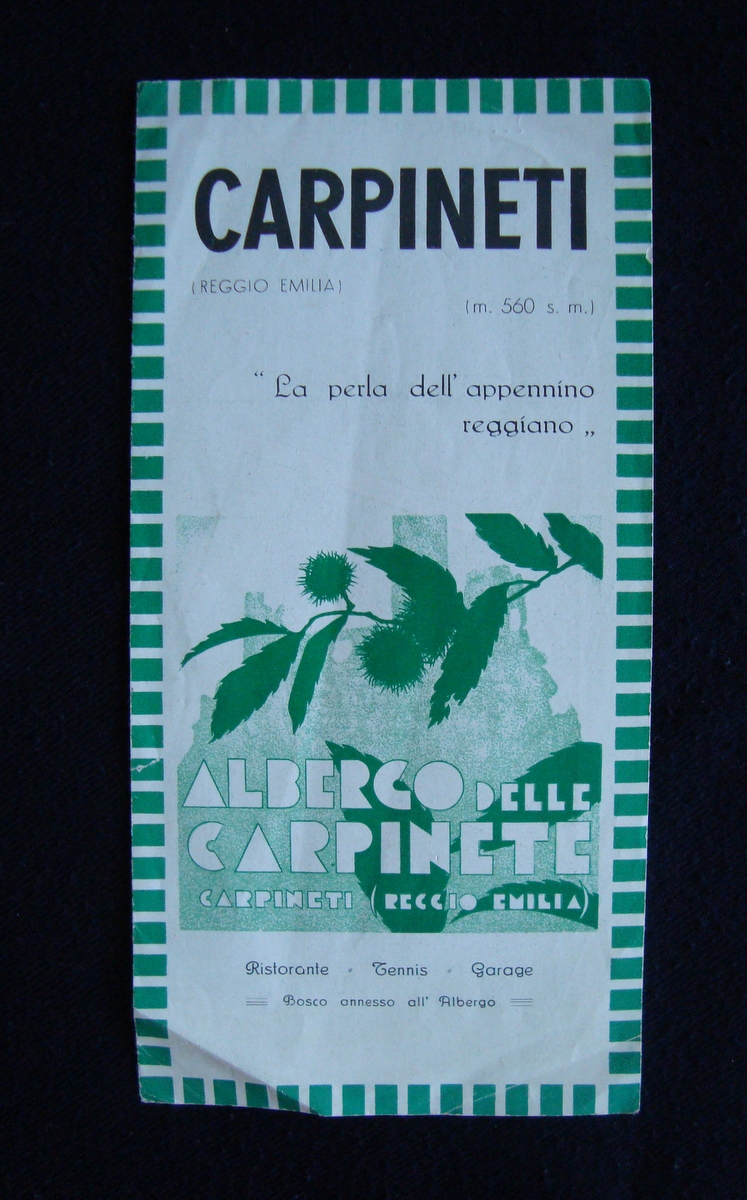 CARPINETI
(REGGIO EMILIA)
(m. 560 s. m.)
“ La perla dell' appennino
reggiano „
ALBERGO DELLE
CARPINETE
CARPINETI (REGGIO EMILIA)
Ristorante - Tennis - Garage
Bosco annesso all' Albergo